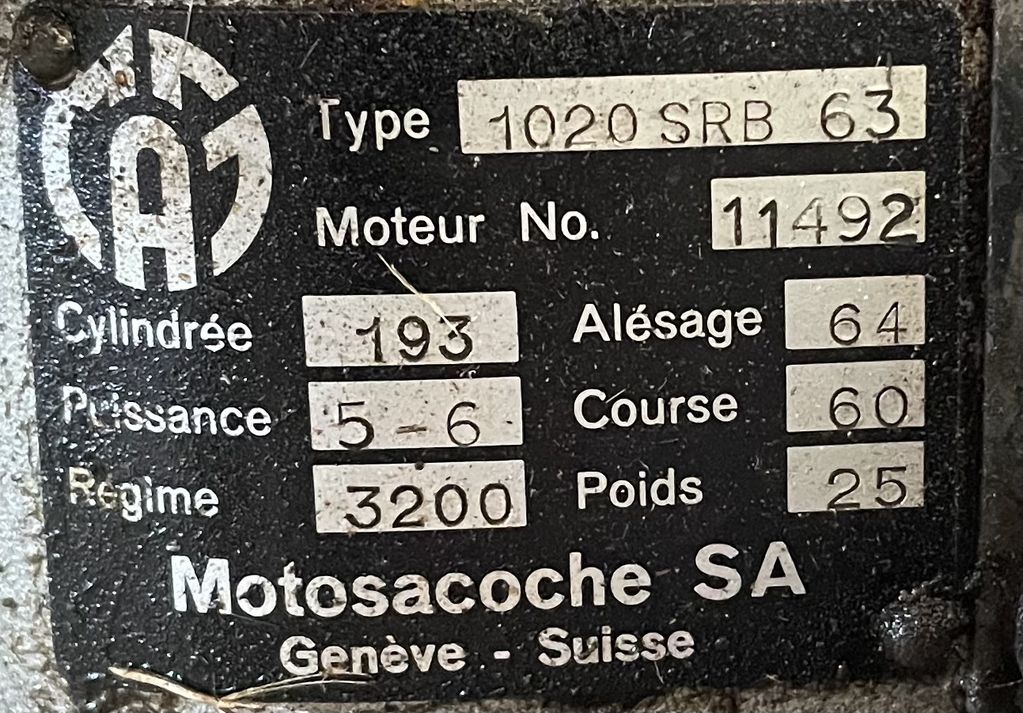 MAG
Type 1020 SRB 63
Moteur No. 11492
Cylindrée 193 Alésage 64
Puissance 5-6 Course 60
Régime 3200 Poids 25
Motosacoche SA
Genève - Suisse